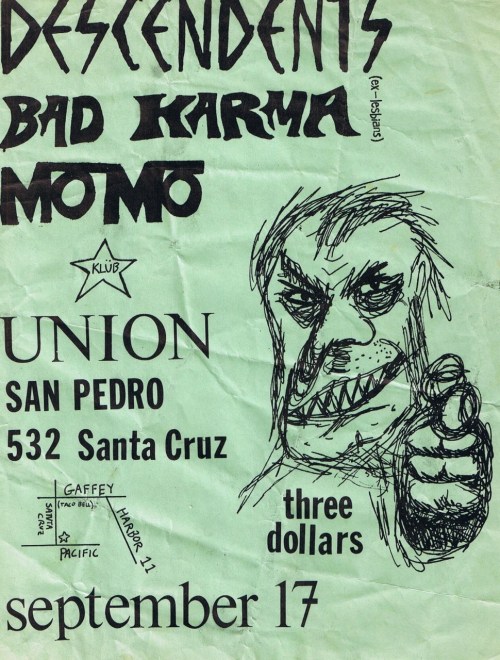 DESCENDENTS
BAD KARMA
(ex-lesbians)
MOMO
KLÜB
UNION
SAN PEDRO
532 Santa Cruz
three
dollars
GAFFEY
(TACO BELL)
SANTA
CRUZ
HARBOR 11
PACIFIC
september 17